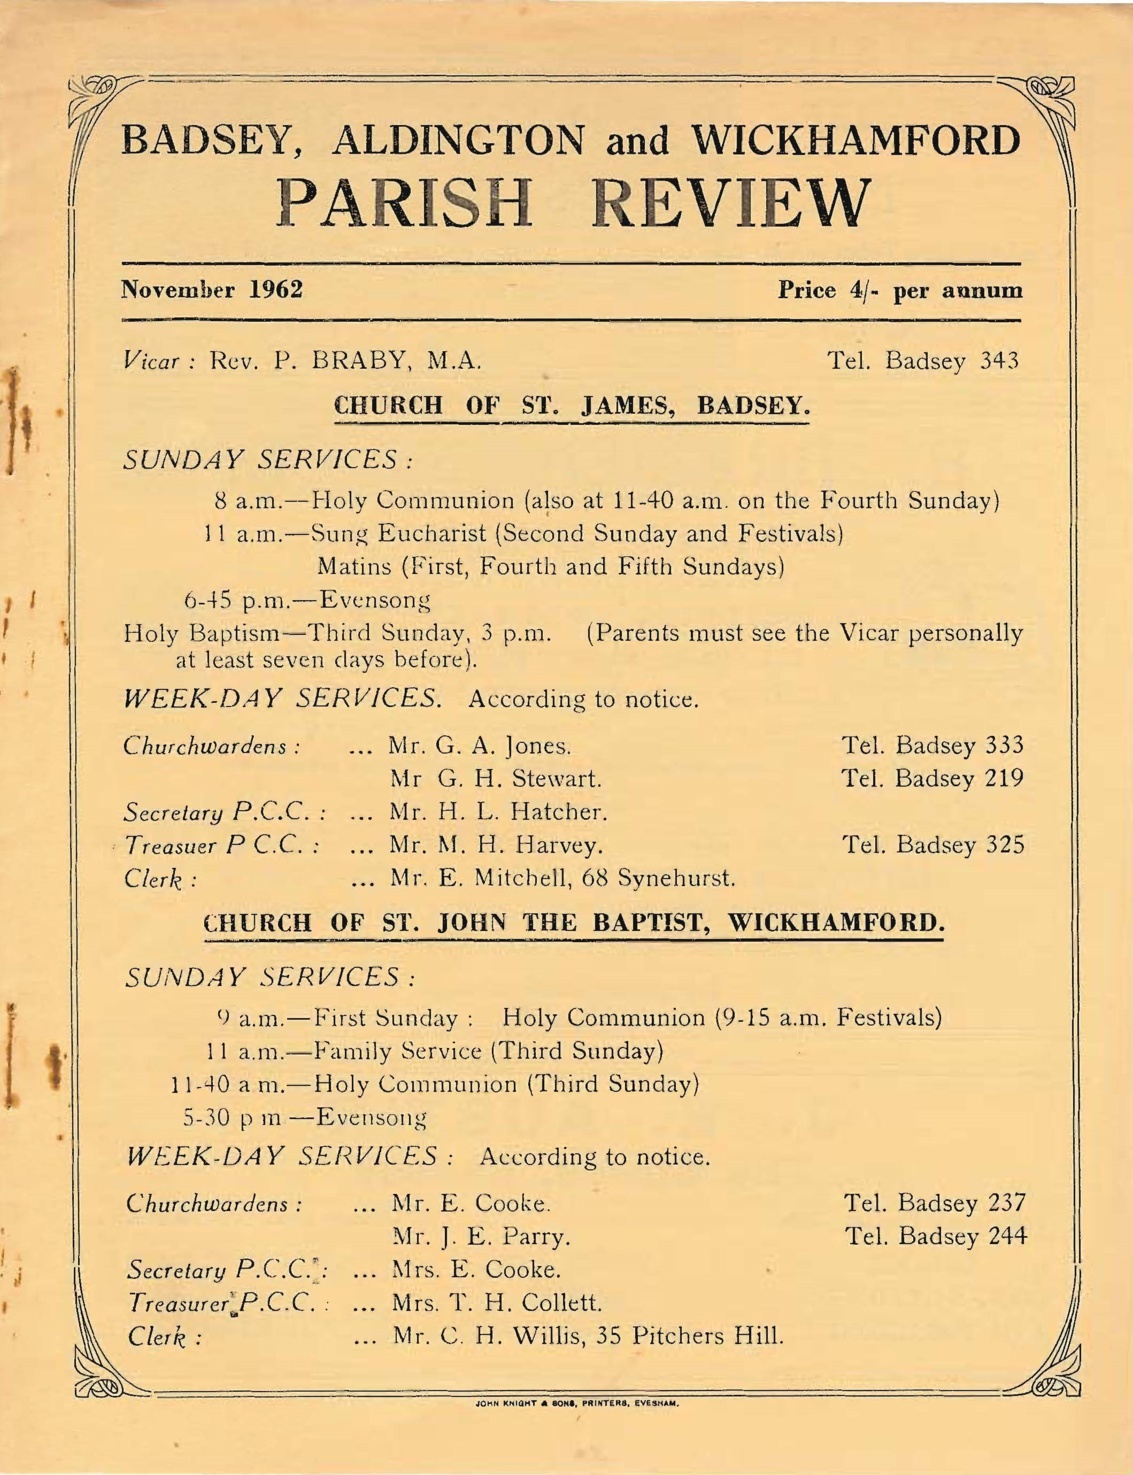 BADSEY, ALDINGTON and WICKHAMFORD
PARISH REVIEW
November 1962 Price 4/- per annum
Vicar : Rev. P. BRABY, M.A. Tel. Badsey 343
CHURCH OF ST. JAMES, BADSEY.
SUNDAY SERVICES :
8 a.m.—Holy Communion (also at 11-40 a.m. on the Fourth Sunday)
11 a.m.—Sung Eucharist (Second Sunday and Festivals)
Matins (First, Fourth and Fifth Sundays)
6-45 p.m.—Evensong
Holy Baptism—Third Sunday, 3 p.m. (Parents must see the Vicar personally
at least seven days before).
WEEK-DAY SERVICES. According to notice.
Churchwardens : ... Mr. G. A. Jones. Tel. Badsey 333
Mr G. H. Stewart. Tel. Badsey 219
Secretary P.C.C. : ... Mr. H. L. Hatcher.
Treasuer P C.C. : ... Mr. M. H. Harvey. Tel. Badsey 325
Clerk : ... Mr. E. Mitchell, 68 Synehurst.
CHURCH OF ST. JOHN THE BAPTIST, WICKHAMFORD.
SUNDAY SERVICES :
9 a.m.—First Sunday : Holy Communion (9-15 a.m. Festivals)
11 a.m.—Family Service (Third Sunday)
11-40 a m.—Holy Communion (Third Sunday)
5-30 p m —Evensong
WEEK-DAY SERVICES : According to notice.
Churchwardens : ... Mr. E. Cooke. Tel. Badsey 237
Mr. J. E. Parry. Tel. Badsey 244
Secretary P.C.C. : ... Mrs. E. Cooke.
Treasurer P.C.C. : ... Mrs. T. H. Collett.
Clerk : ... Mr. C. H. Willis, 35 Pitchers Hill.
JOHN KNIGHT & SONS, PRINTERS, EVESHAM.